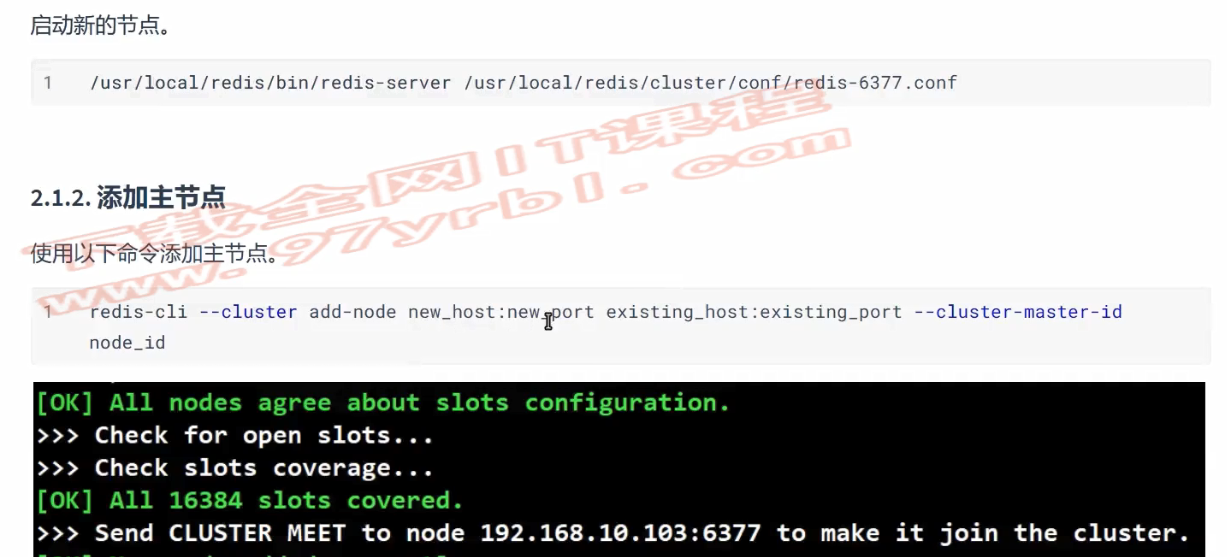 启动新的节点。
1 /usr/local/redis/bin/redis-server /usr/local/redis/cluster/conf/redis-6377.conf
下载全网IT课程
www.97yrbl.com
2.1.2. 添加主节点
使用以下命令添加主节点。
1 redis-cli --cluster add-node new_host:new_port existing_host:existing_port --cluster-master-id
node_id
[OK] All nodes agree about slots configuration.
>>> Check for open slots...
>>> Check slots coverage...
[OK] All 16384 slots covered.
>>> Send CLUSTER MEET to node 192.168.10.103:6377 to make it join the cluster.